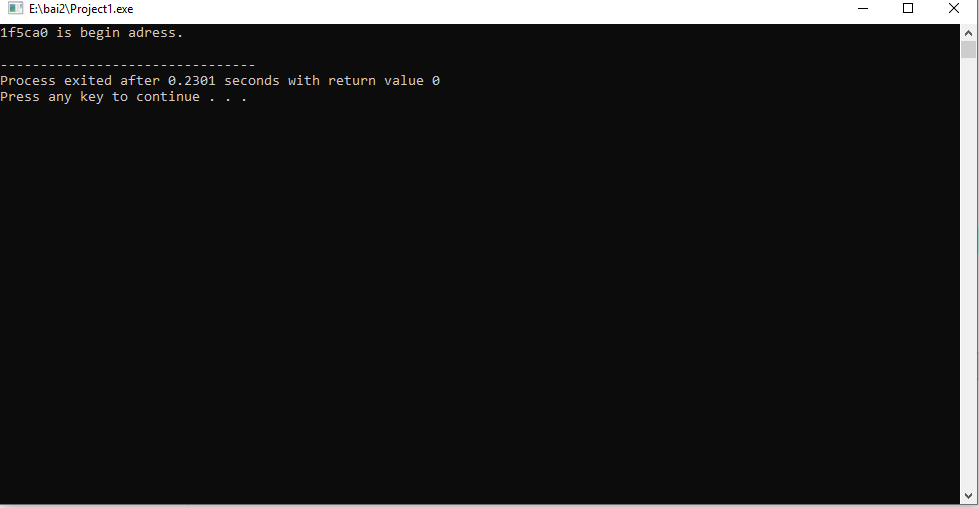 E:\bai2\Project1.exe
1f5ca0 is begin adress.
--------------------------------
Process exited after 0.2301 seconds with return value 0
Press any key to continue . . .